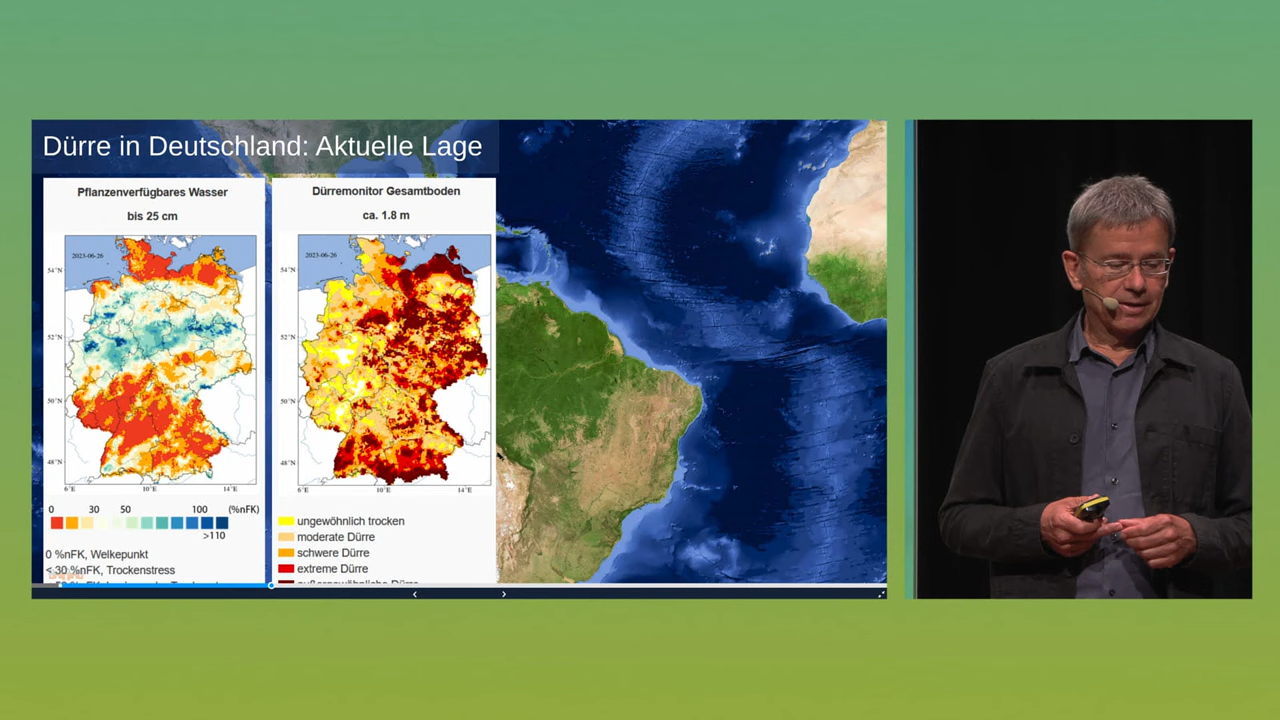 Dürre in Deutschland: Aktuelle Lage
Pflanzenverfügbares Wasser
bis 25 cm
2023-06-26
54°N
52°N
50°N
48°N
6°E
10°E
14°E
0 30 50 100 (%nFK)
>110
0 %nFK, Welkepunkt
< 30 %nFK, Trockenstress
Dürremonitor Gesamtboden
ca. 1.8 m
2023-06-26
54°N
52°N
50°N
48°N
6°E
10°E
14°E
ungewöhnlich trocken
moderate Dürre
schwere Dürre
extreme Dürre
außergewöhnliche Dürre